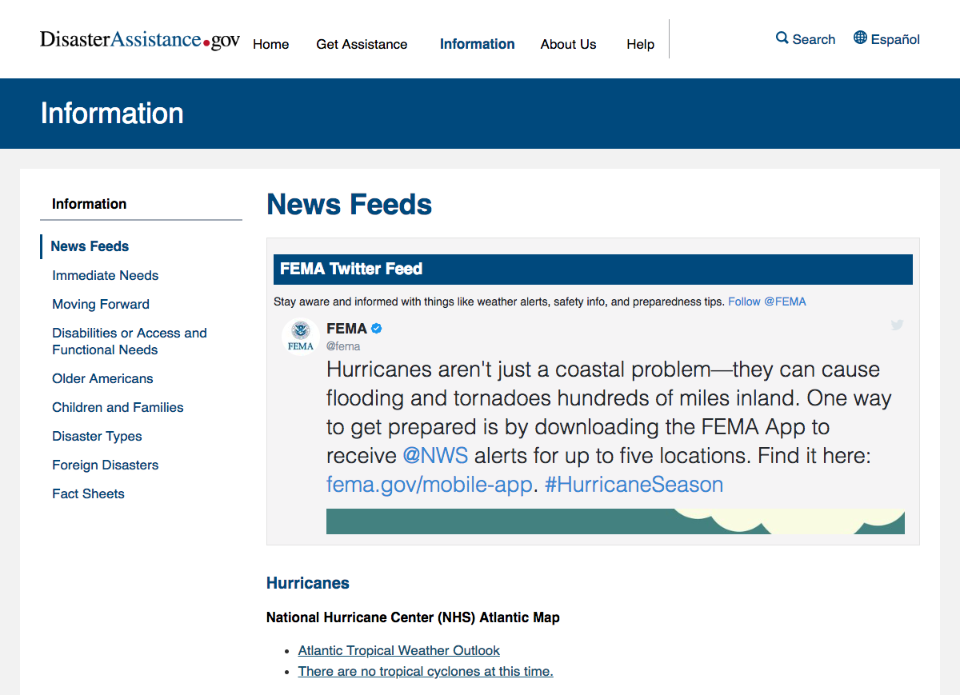 DisasterAssistance.gov
Home
Get Assistance
Information
About Us
Help
Search
Español
Information
Information
News Feeds
Immediate Needs
Moving Forward
Disabilities or Access and
Functional Needs
Older Americans
Children and Families
Disaster Types
Foreign Disasters
Fact Sheets
News Feeds
FEMA Twitter Feed
Stay aware and informed with things like weather alerts, safety info, and preparedness tips. Follow @FEMA
FEMA
FEMA
@fema
Hurricanes aren't just a coastal problem—they can cause
flooding and tornadoes hundreds of miles inland. One way
to get prepared is by downloading the FEMA App to
receive @NWS alerts for up to five locations. Find it here:
fema.gov/mobile-app. #HurricaneSeason
Hurricanes
National Hurricane Center (NHS) Atlantic Map
• Atlantic Tropical Weather Outlook
• There are no tropical cyclones at this time.